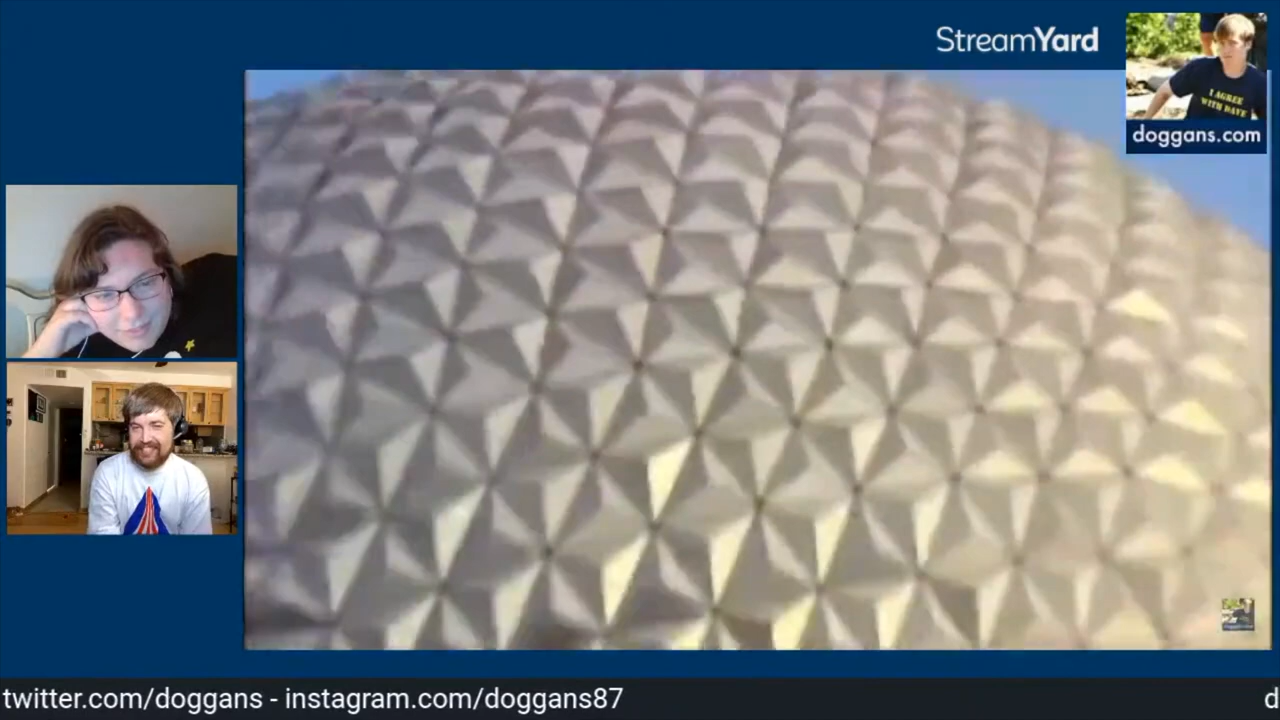 StreamYard
I AGREE
WITH DAVE
doggans.com
twitter.com/doggans - instagram.com/doggans87
d